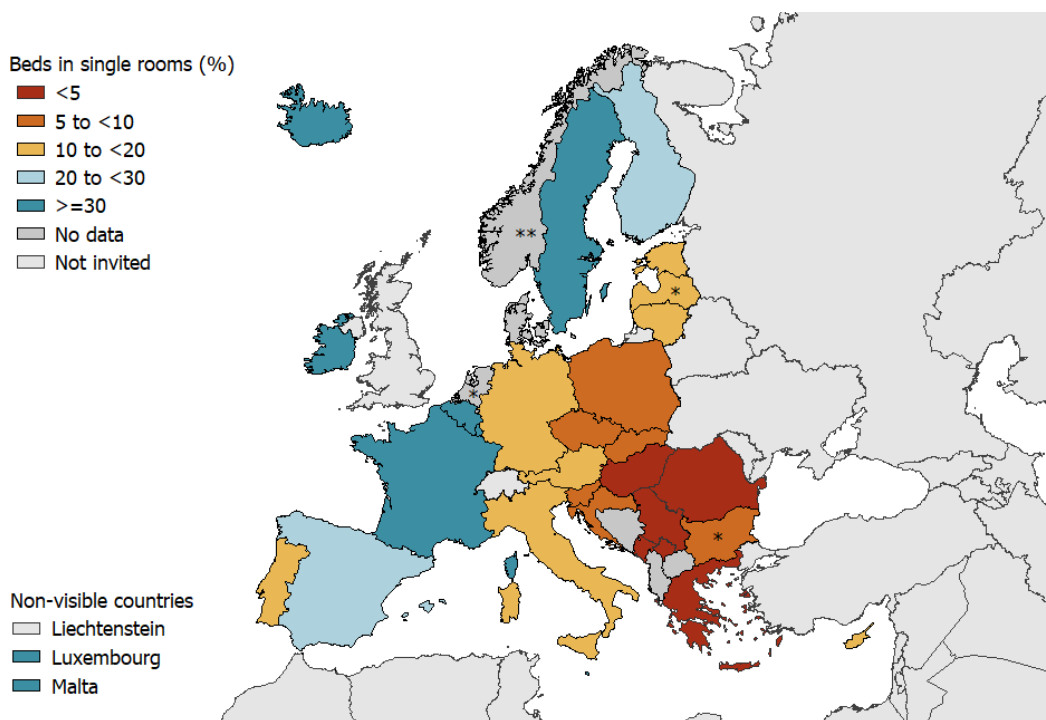 Beds in single rooms (%)
<5
5 to <10
10 to <20
20 to <30
>=30
No data
Not invited
**
*
*
*
Non-visible countries
Liechtenstein
Luxembourg
Malta